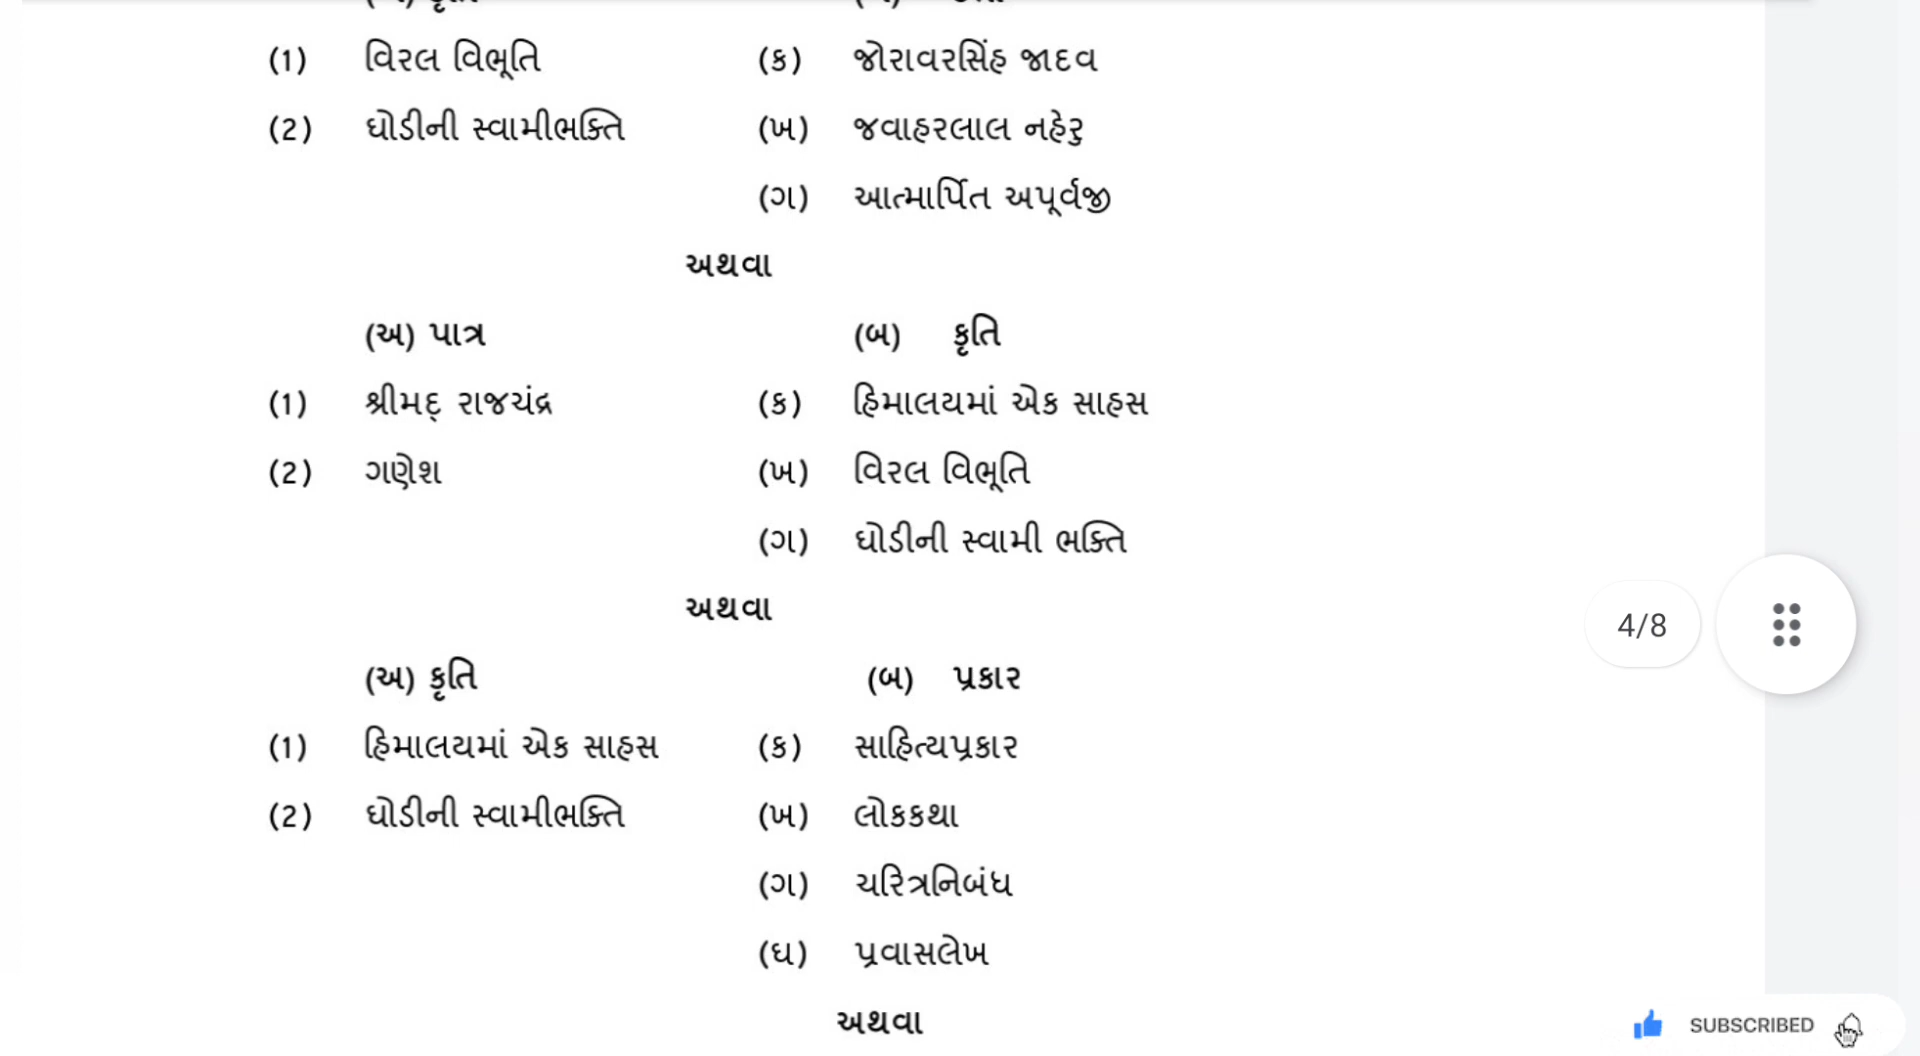 (1) વિરલ વિભૂતિ (ક) જોરાવરસિંહ જાદવ
(2) ઘોડીની સ્વામીભક્તિ (ખ) જવાહરલાલ નહેરુ
(ગ) આત્માર્પિત અપૂર્વજી
અથવા
(અ) પાત્ર (બ) કૃતિ
(1) શ્રીમદ્ રાજચંદ્ર (ક) હિમાલયમાં એક સાહસ
(2) ગણેશ (ખ) વિરલ વિભૂતિ
(ગ) ઘોડીની સ્વામી ભક્તિ
અથવા
4/8
(અ) કૃતિ (બ) પ્રકાર
(1) હિમાલયમાં એક સાહસ (ક) સાહિત્યપ્રકાર
(2) ઘોડીની સ્વામીભક્તિ (ખ) લોકકથા
(ગ) ચરિત્રનિબંધ
(ઘ) પ્રવાસલેખ
અથવા
SUBSCRIBED